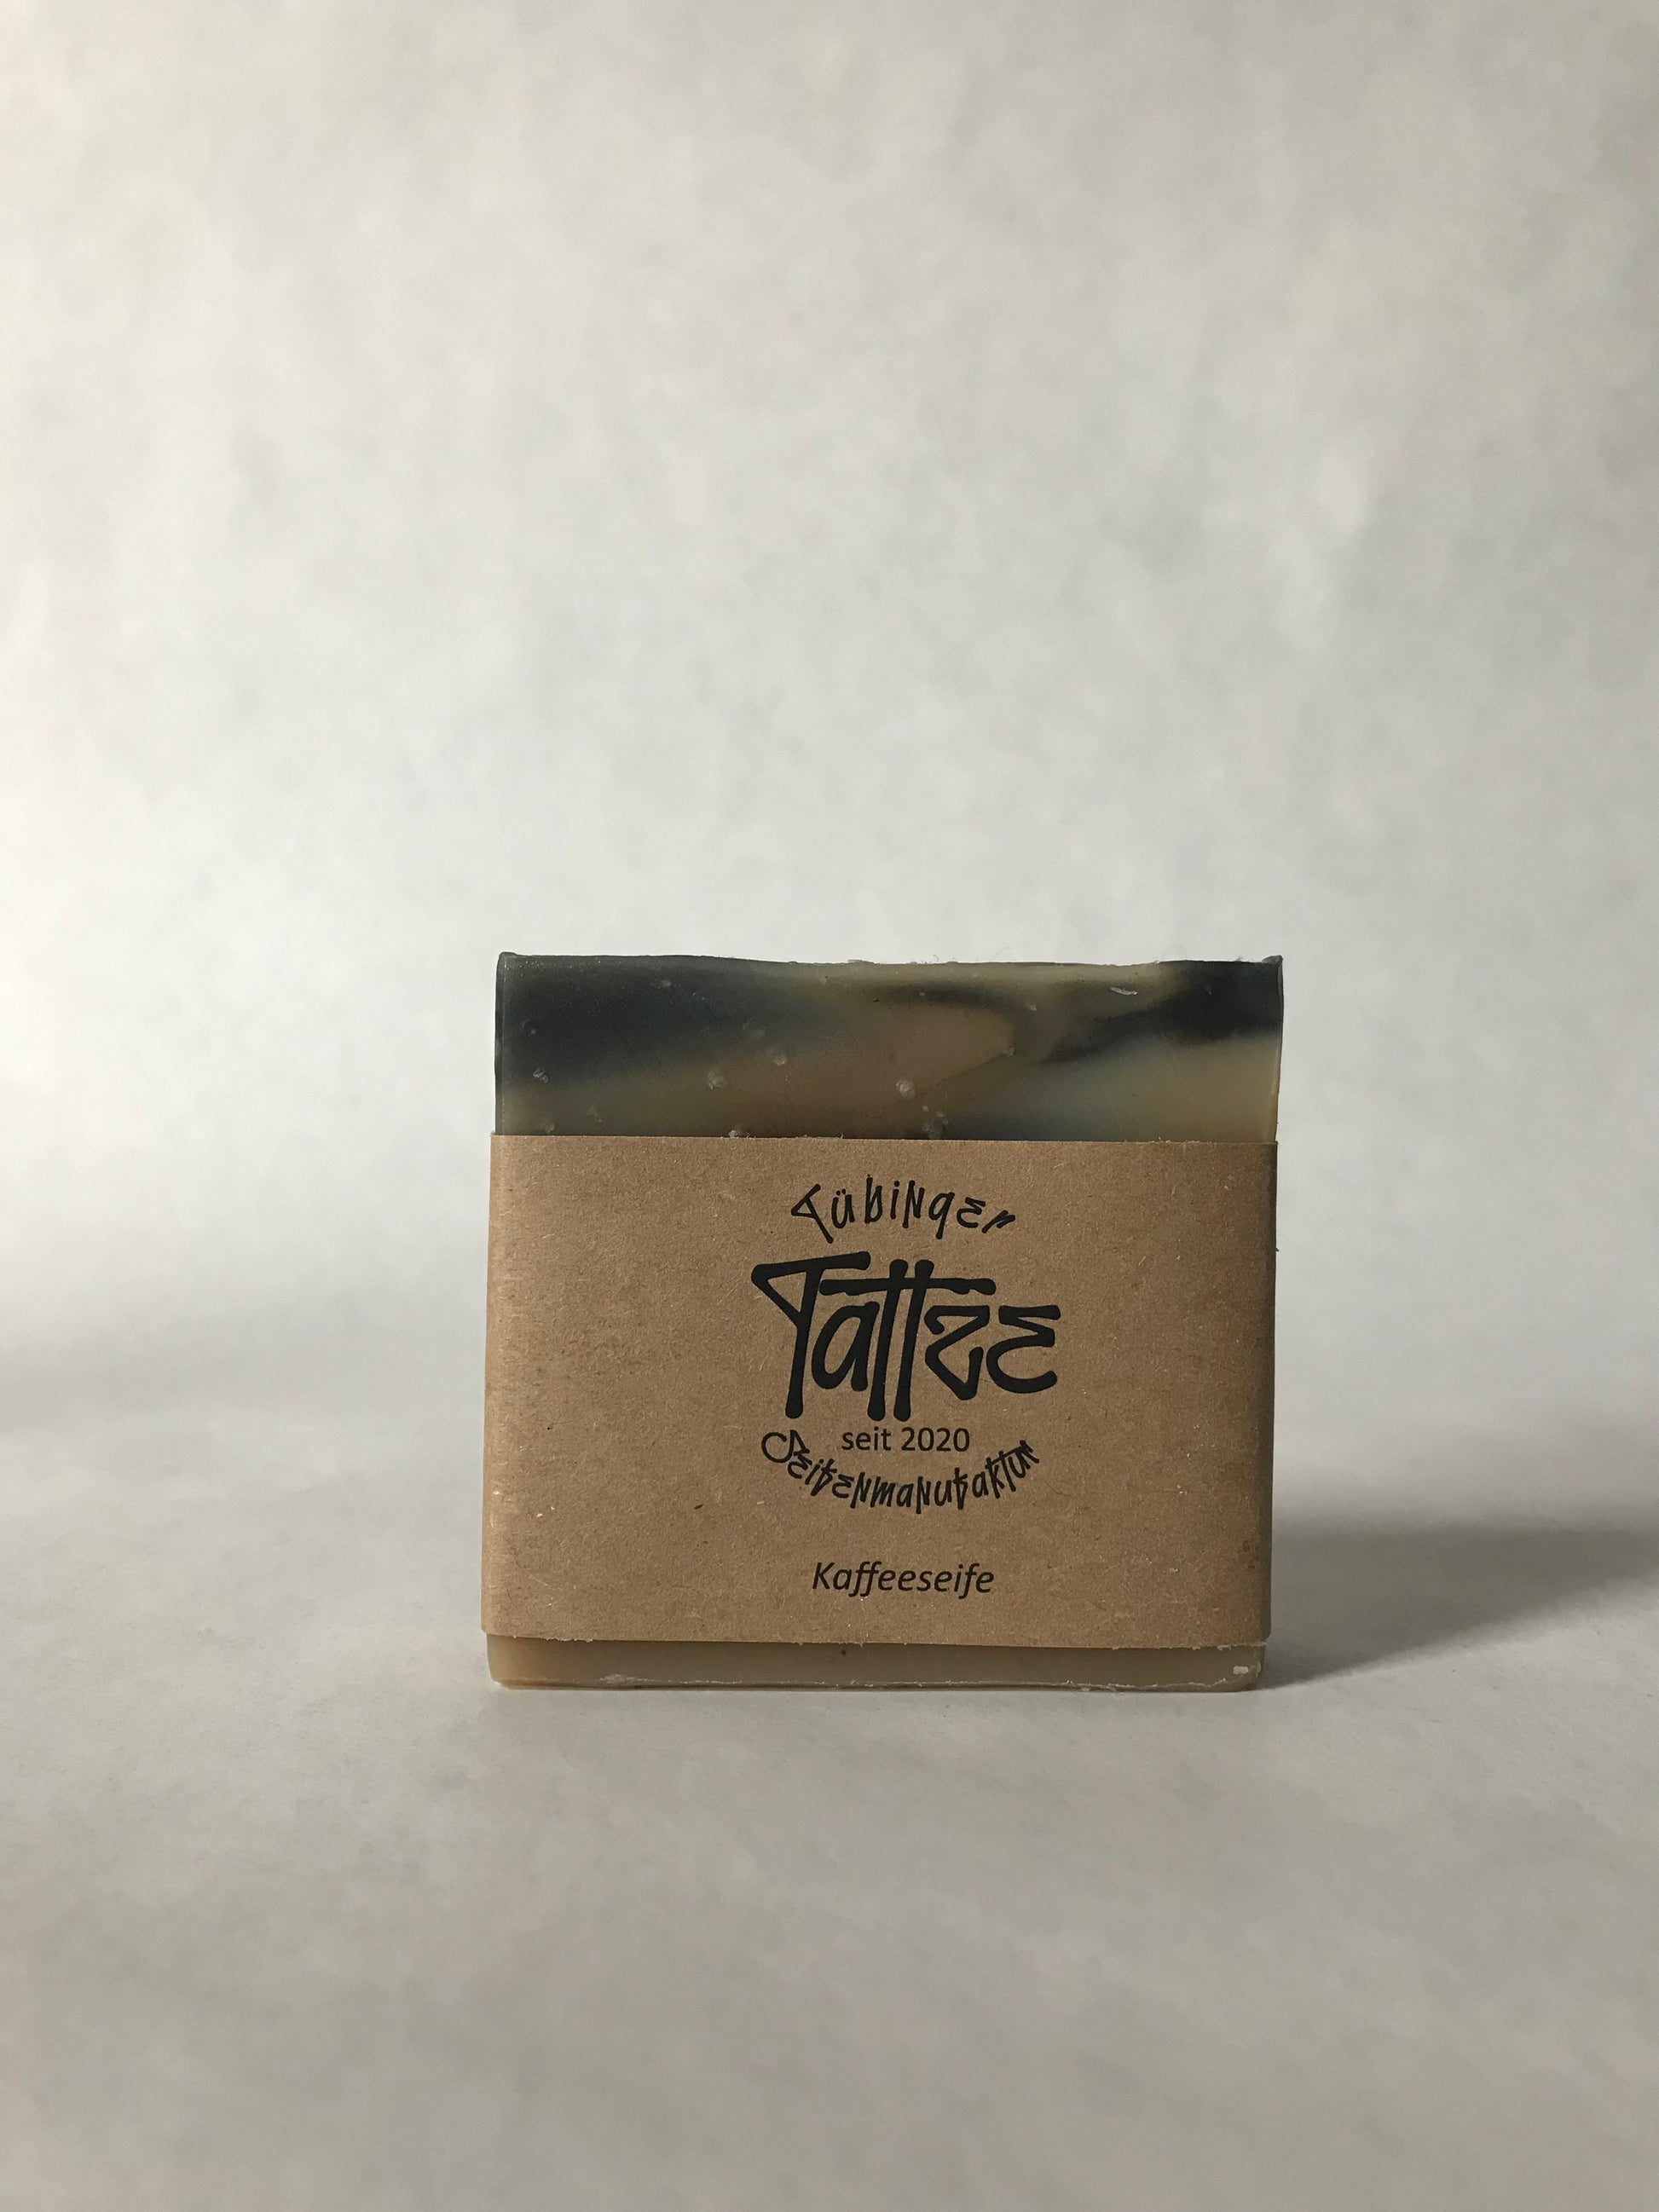 Tübinger
Tattze
seit 2020
Seifenmanufaktur
Kaffeeseife